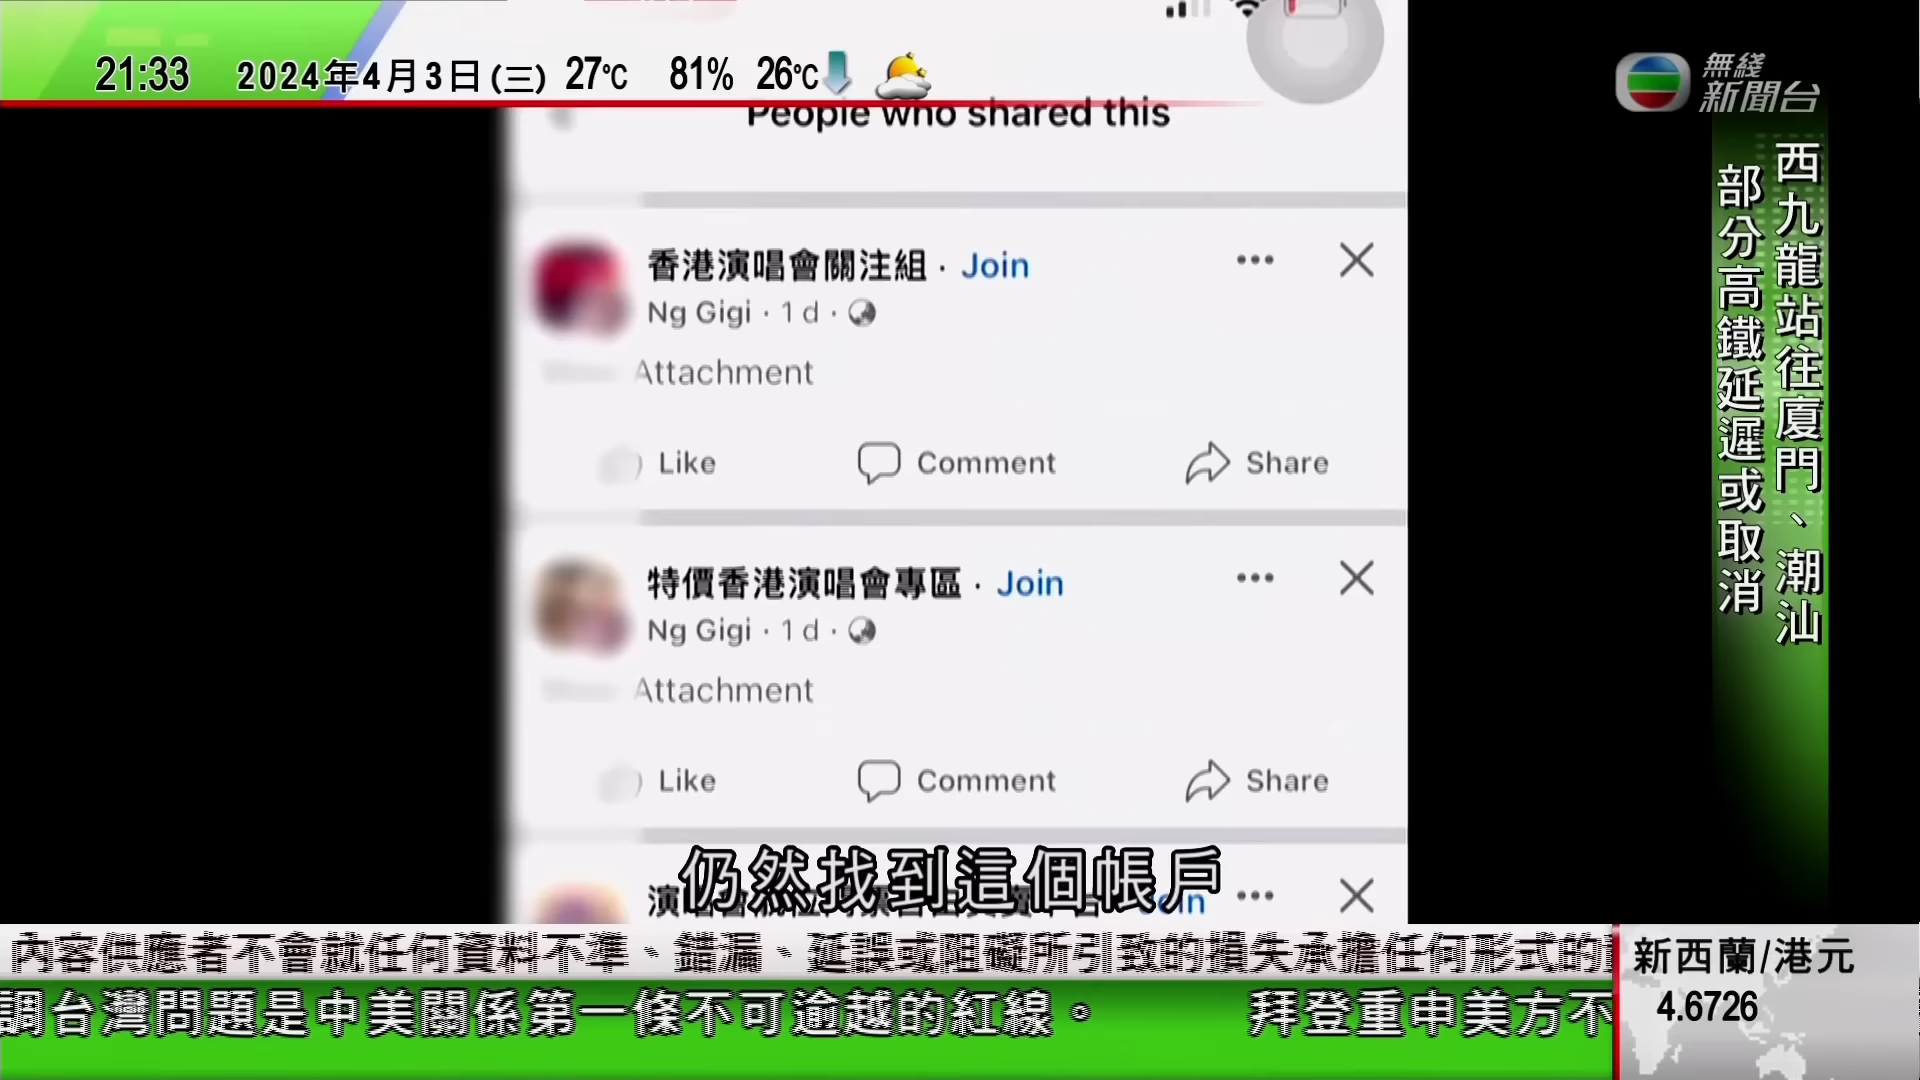 21:33 2024年4月3日(三) 27℃ 81% 26℃
無綫
新聞台
西九龍站往廈門、潮汕
部分高鐵延遲或取消
People who shared this
香港演唱會關注組 · Join
Ng Gigi · 1 d ·
Attachment
Like Comment Share
特價香港演唱會專區 · Join
Ng Gigi · 1 d ·
Attachment
Like Comment Share
仍然找到這個帳戶
內容供應者不會就任何資料不準、錯漏、延誤或阻礙所引致的損失承擔任何形式的
調台灣問題是中美關係第一條不可逾越的紅線。 拜登重申美方不
新西蘭/港元
4.6726